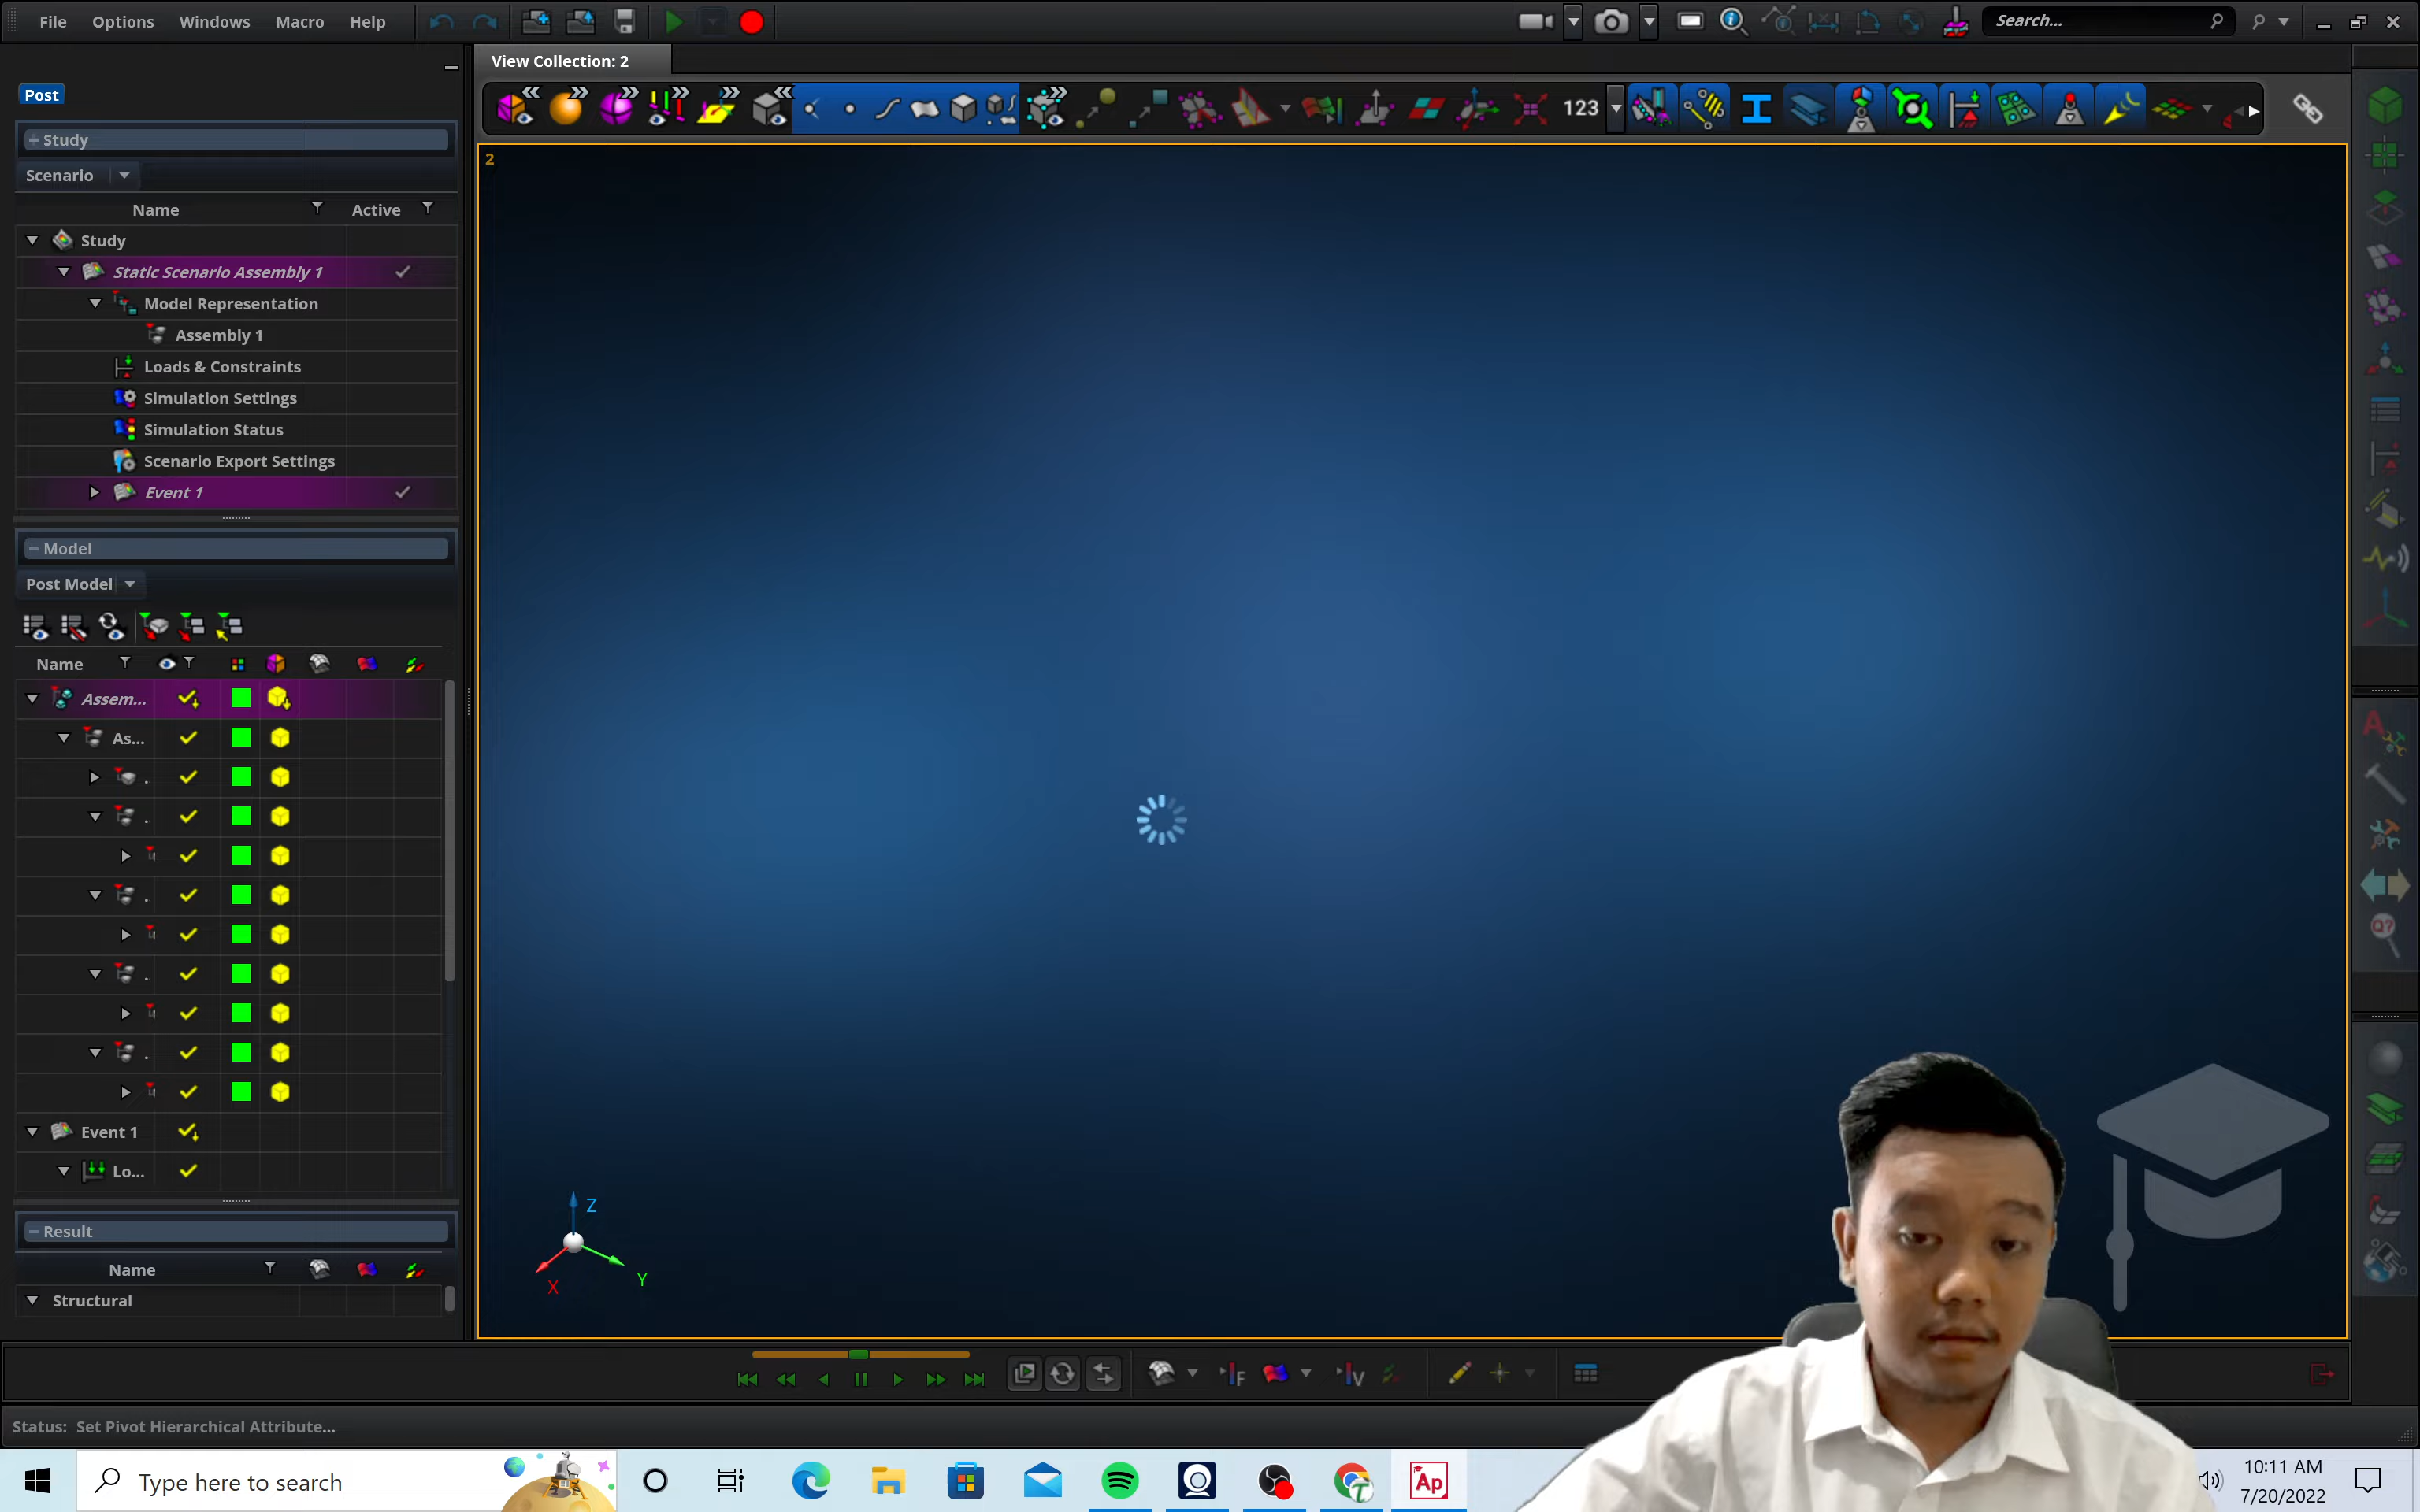 File Options Windows Macro Help
Search...
View Collection: 2
Post
123
2
Study
Scenario
Name Active
Study
Static Scenario Assembly 1
Model Representation
Assembly 1
Loads & Constraints
Simulation Settings
Simulation Status
Scenario Export Settings
Event 1
Model
Post Model
Name
Assem...
As...
..
..
..
..
..
Event 1
Lo...
Result
Name
Structural
Z
X
Y
F
V
Status: Set Pivot Hierarchical Attribute...
Type here to search
Ap
10:11 AM
7/20/2022